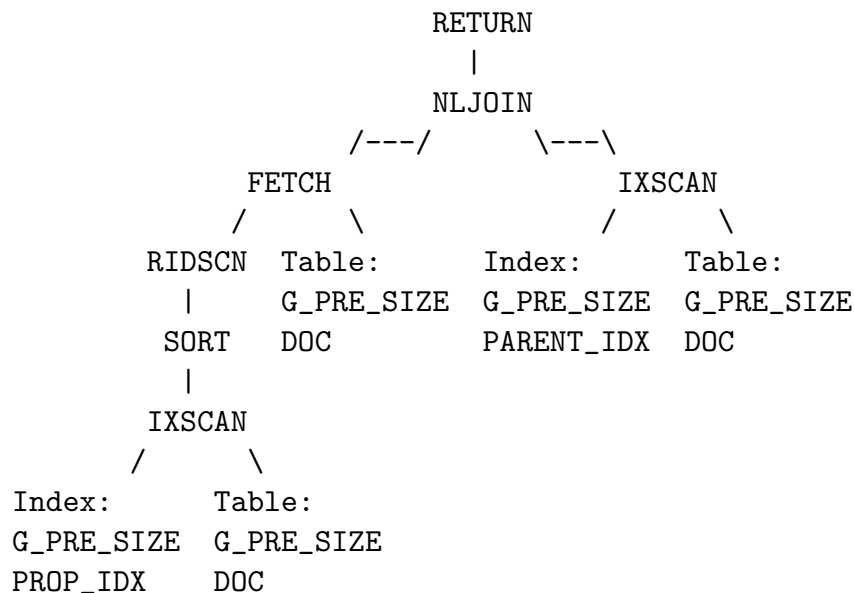 RETURN
|
NLJOIN
/---/ \---\
FETCH IXSCAN
/ \ / \
RIDSCN Table: Index: Table:
| G_PRE_SIZE G_PRE_SIZE G_PRE_SIZE
SORT DOC PARENT_IDX DOC
|
IXSCAN
/ \
Index: Table:
G_PRE_SIZE G_PRE_SIZE
PROP_IDX DOC